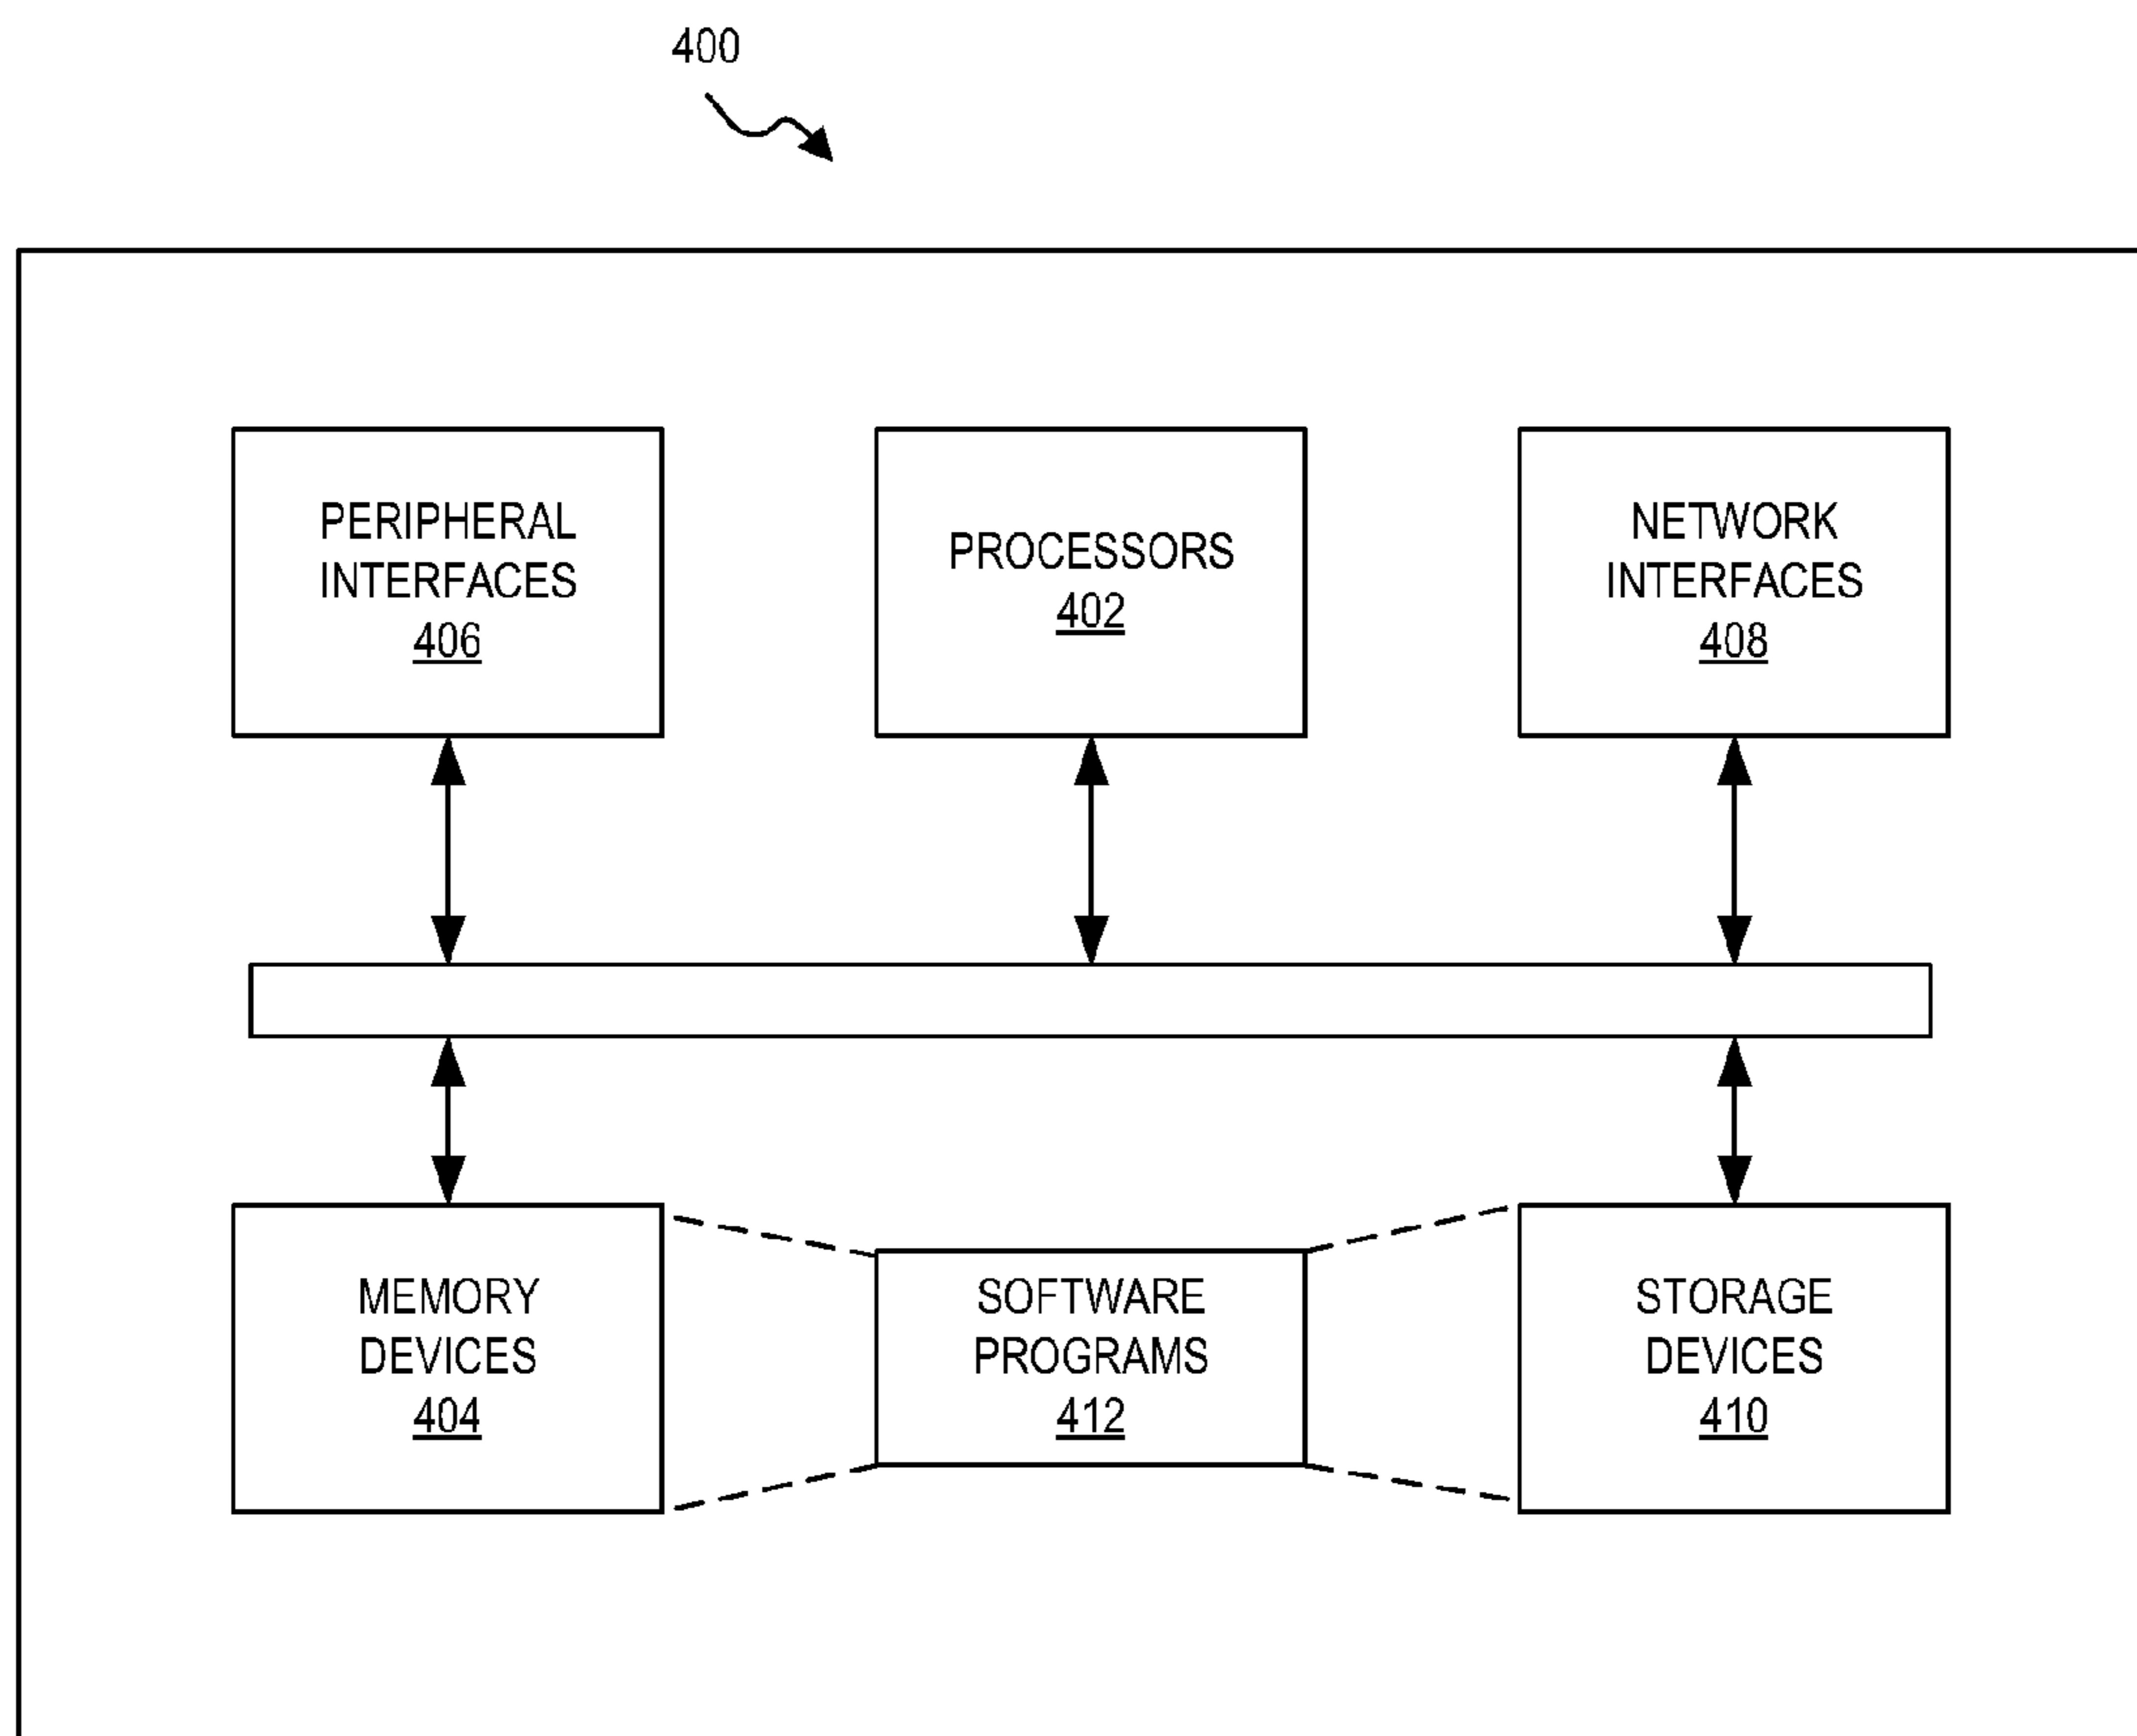 400
PERIPHERAL
INTERFACES
406
PROCESSORS
402
NETWORK
INTERFACES
408
MEMORY
DEVICES
404
SOFTWARE
PROGRAMS
412
STORAGE
DEVICES
410